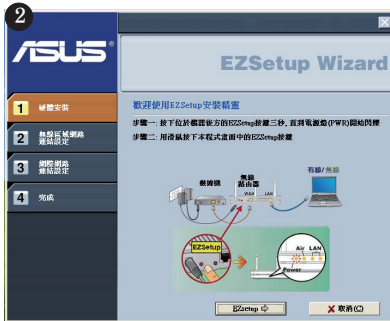 2
ASUS
EZSetup Wizard
1 硬體安裝
2 無線區域網路
連結設定
3 網際網路
連結設定
4 完成
歡迎使用EZSetup安裝精靈
步驟一: 按下位於機器後方的EZSetup按鍵三秒, 直到電源燈(PWR)開始閃爍
步驟二: 用滑鼠按下本程式畫面中的EZSetup按鍵
數據機
無線
路由器
有線/無線
WAN LAN
EZSetup
Air LAN
Power
EZsetup
取消(C)